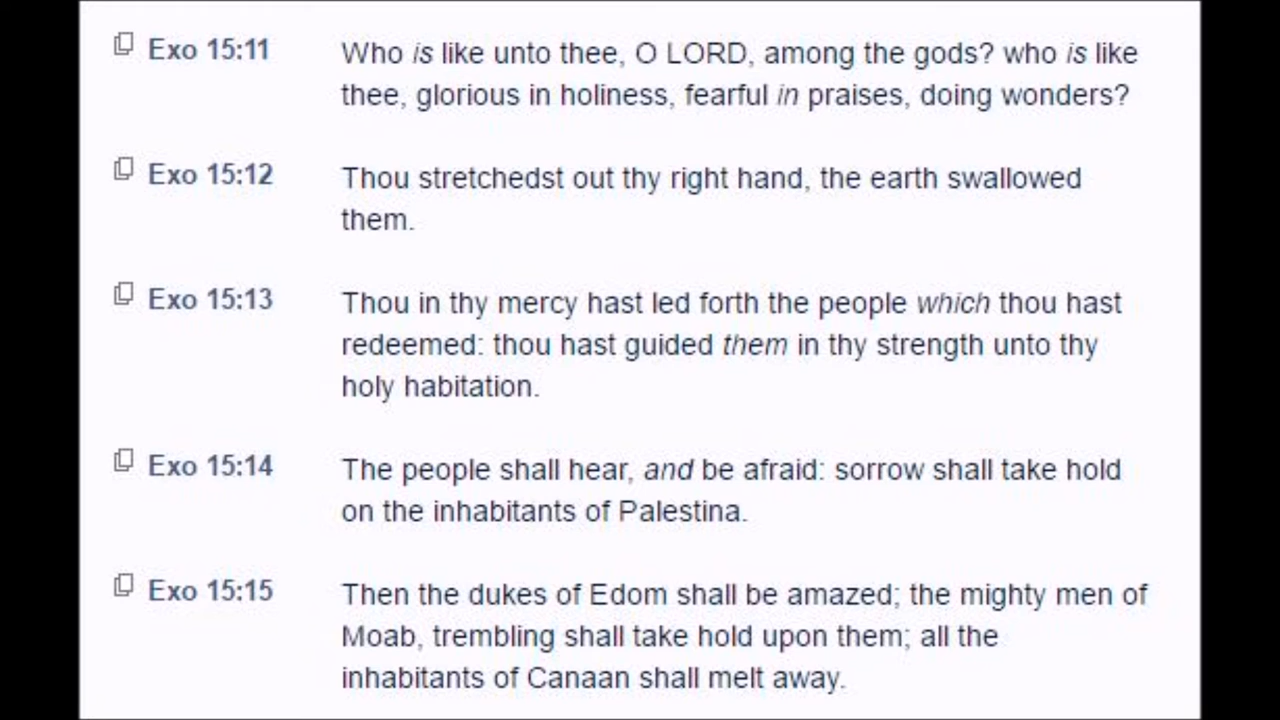 Exo 15:11 Who is like unto thee, O LORD, among the gods? who is like
thee, glorious in holiness, fearful in praises, doing wonders?
Exo 15:12 Thou stretchedst out thy right hand, the earth swallowed
them.
Exo 15:13 Thou in thy mercy hast led forth the people which thou hast
redeemed: thou hast guided them in thy strength unto thy
holy habitation.
Exo 15:14 The people shall hear, and be afraid: sorrow shall take hold
on the inhabitants of Palestina.
Exo 15:15 Then the dukes of Edom shall be amazed; the mighty men of
Moab, trembling shall take hold upon them; all the
inhabitants of Canaan shall melt away.